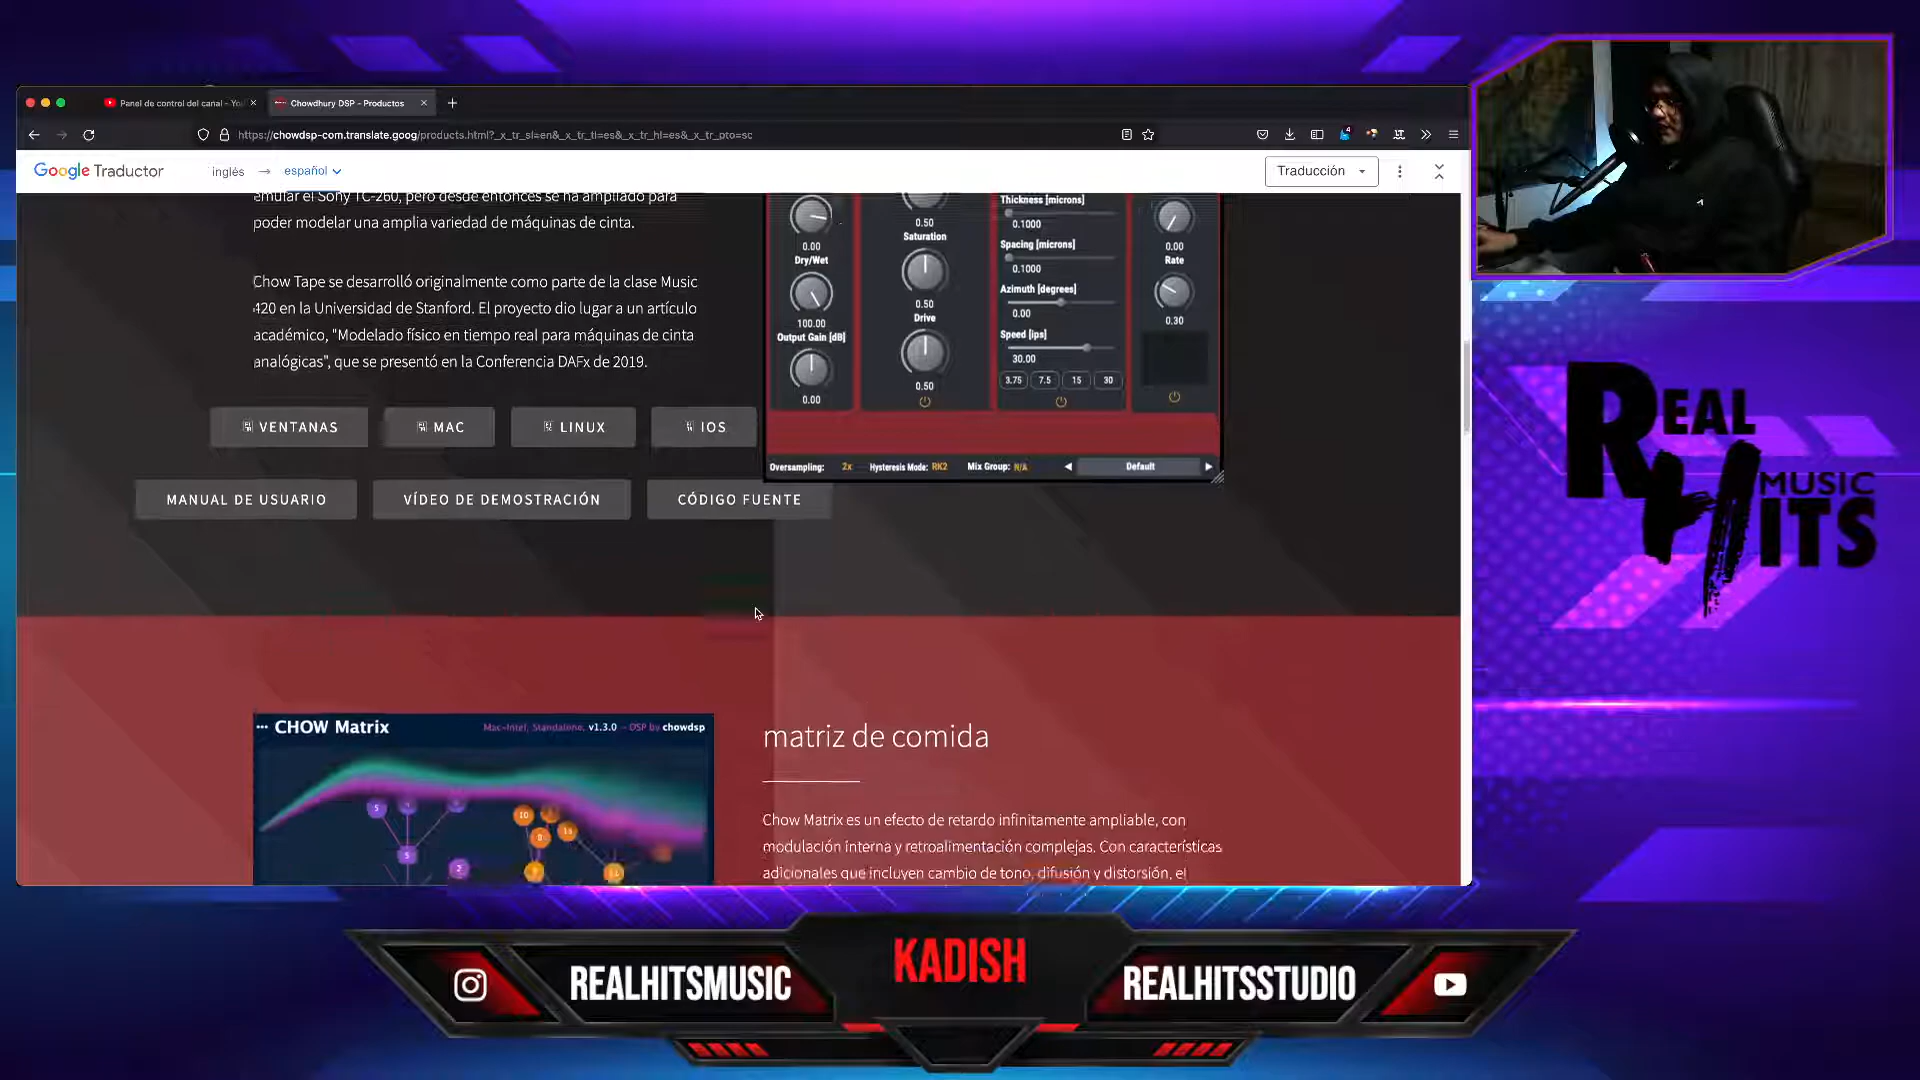 Panel de control del canal - You
Chowdhury DSP - Productos
https://chowdsp-com.translate.goog/products.html?_x_tr_sl=en&_x_tr_tl=es&_x_tr_hl=es&_x_tr_pto=sc
Google Traductor
inglés → español
Traducción
emular el Sony TC-260, pero desde entonces se ha ampliado para
poder modelar una amplia variedad de máquinas de cinta.
Chow Tape se desarrolló originalmente como parte de la clase Music
420 en la Universidad de Stanford. El proyecto dio lugar a un artículo
académico, "Modelado físico en tiempo real para máquinas de cinta
analógicas", que se presentó en la Conferencia DAFx de 2019.
VENTANAS
MAC
LINUX
IOS
MANUAL DE USUARIO
VÍDEO DE DEMOSTRACIÓN
CÓDIGO FUENTE
0.00
Dry/Wet
100.00
Output Gain [dB]
0.00
0.50
Saturation
0.50
Drive
0.50
Thickness [microns]
0.1000
Spacing [microns]
0.1000
Azimuth [degrees]
0.00
Speed [ips]
30.00
3.75 7.5 15 30
0.00
Rate
0.30
Oversampling: 2x Hysteresis Mode: RK2 Mix Group: N/A
Default
CHOW Matrix
Mac-Intel, Standalone, v1.3.0 - DSP by chowdsp
matriz de comida
Chow Matrix es un efecto de retardo infinitamente ampliable, con
modulación interna y retroalimentación complejas. Con características
adicionales que incluyen cambio de tono, difusión y distorsión, el
REAL
MUSIC
HITS
REALHITSMUSIC
KADISH
REALHITSSTUDIO